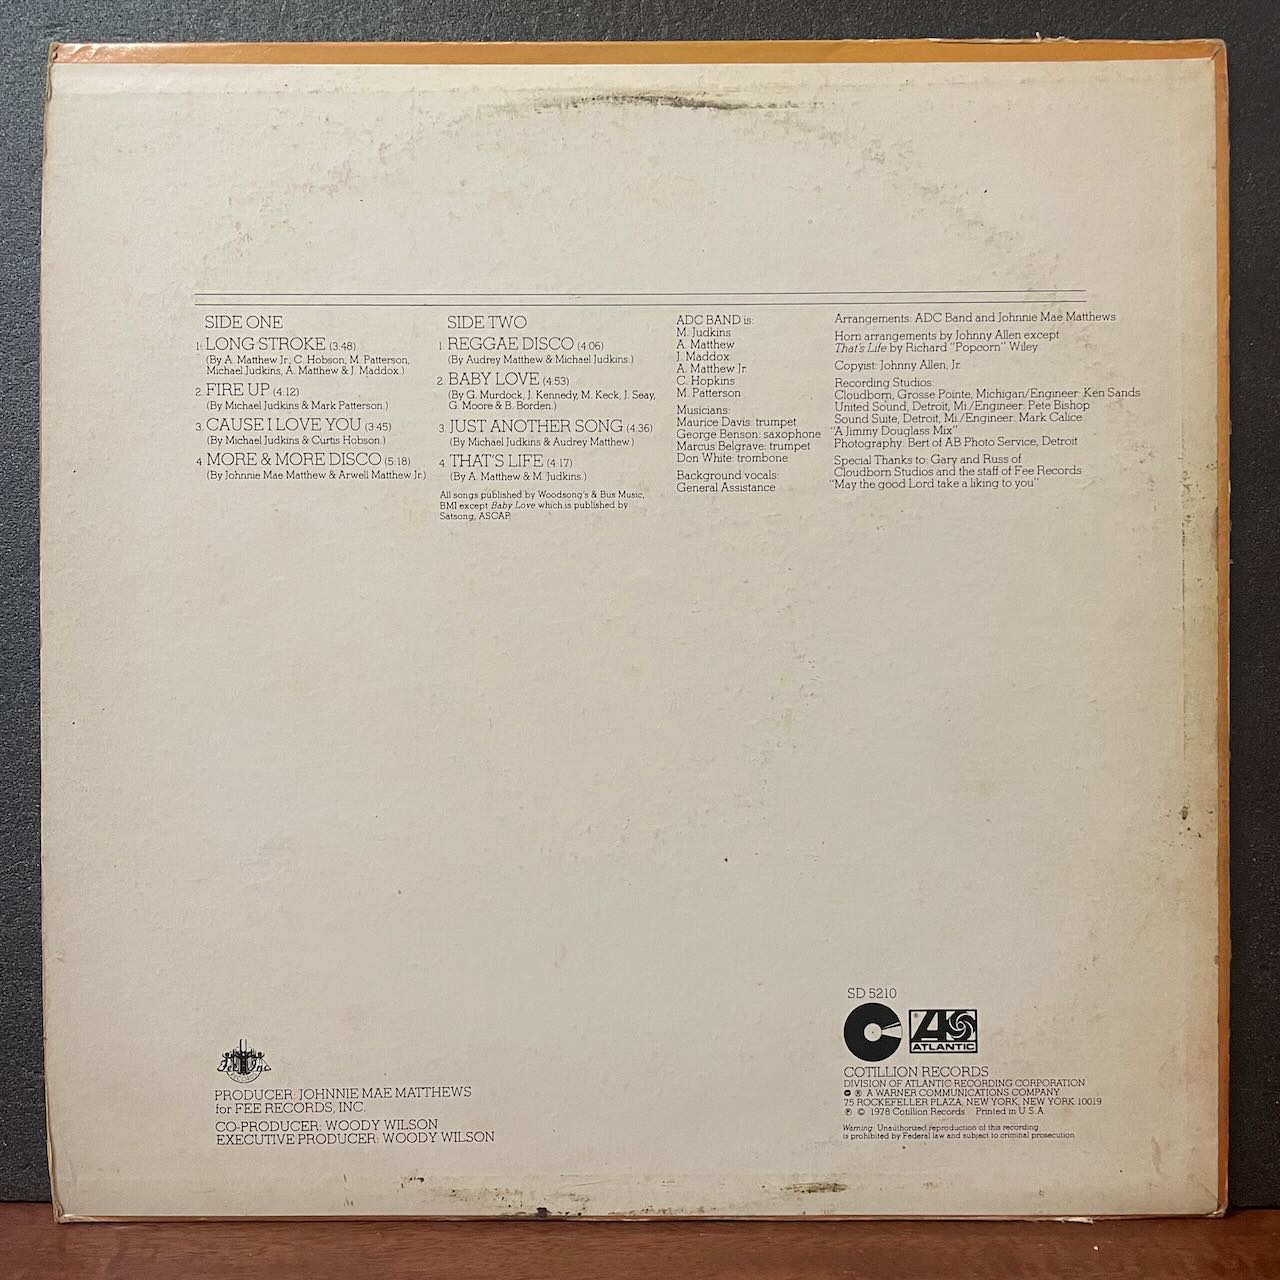 SIDE ONE
1. LONG STROKE (3:48)
(By A. Matthew Jr., C. Hobson, M. Patterson,
Michael Judkins, A. Matthew & J. Maddox.)
2. FIRE UP (4:12)
(By Michael Judkins & Mark Patterson.)
3. CAUSE I LOVE YOU (3:45)
(By Michael Judkins & Curtis Hobson.)
4. MORE & MORE DISCO (5:18)
(By Johnnie Mae Matthew & Arwell Matthew Jr.)
SIDE TWO
1. REGGAE DISCO (4:06)
(By Audrey Matthew & Michael Judkins.)
2. BABY LOVE (4:53)
(By G. Murdock, J. Kennedy, M. Keck, J. Seay,
G. Moore & B. Borden.)
3. JUST ANOTHER SONG (4:36)
(By Michael Judkins & Audrey Matthew.)
4. THAT'S LIFE (4:17)
(By A. Matthew & M. Judkins.)
All songs published by Woodsong's & Bus Music,
BMI except Baby Love which is published by
Satsong, ASCAP.
ADC BAND is:
M. Judkins
A. Matthew
J. Maddox
A. Matthew Jr.
C. Hopkins
M. Patterson
Musicians:
Maurice Davis: trumpet
George Benson: saxophone
Marcus Belgrave: trumpet
Don White: trombone
Background vocals:
General Assistance
Arrangements: ADC Band and Johnnie Mae Matthews
Horn arrangements by Johnny Allen except
That's Life by Richard "Popcorn" Wiley
Copyist: Johnny Allen, Jr.
Recording Studios:
Cloudborn, Grosse Pointe, Michigan/Engineer: Ken Sands
United Sound, Detroit, Mi./Engineer: Pete Bishop
Sound Suite, Detroit, Mi./Engineer: Mark Calice
"A Jimmy Douglass Mix"
Photography: Bert of AB Photo Service, Detroit
Special Thanks to: Gary and Russ of
Cloudborn Studios and the staff of Fee Records
"May the good Lord take a liking to you"
SD 5210
ATLANTIC
COTILLION RECORDS
DIVISION OF ATLANTIC RECORDING CORPORATION
A WARNER COMMUNICATIONS COMPANY
75 ROCKEFELLER PLAZA, NEW YORK, NEW YORK 10019
℗ © 1978 Cotillion Records Printed in U.S.A.
Warning: Unauthorized reproduction of this recording
is prohibited by Federal law and subject to criminal prosecution
RECORDS
PRODUCER: JOHNNIE MAE MATTHEWS
for FEE RECORDS, INC.
CO-PRODUCER: WOODY WILSON
EXECUTIVE PRODUCER: WOODY WILSON